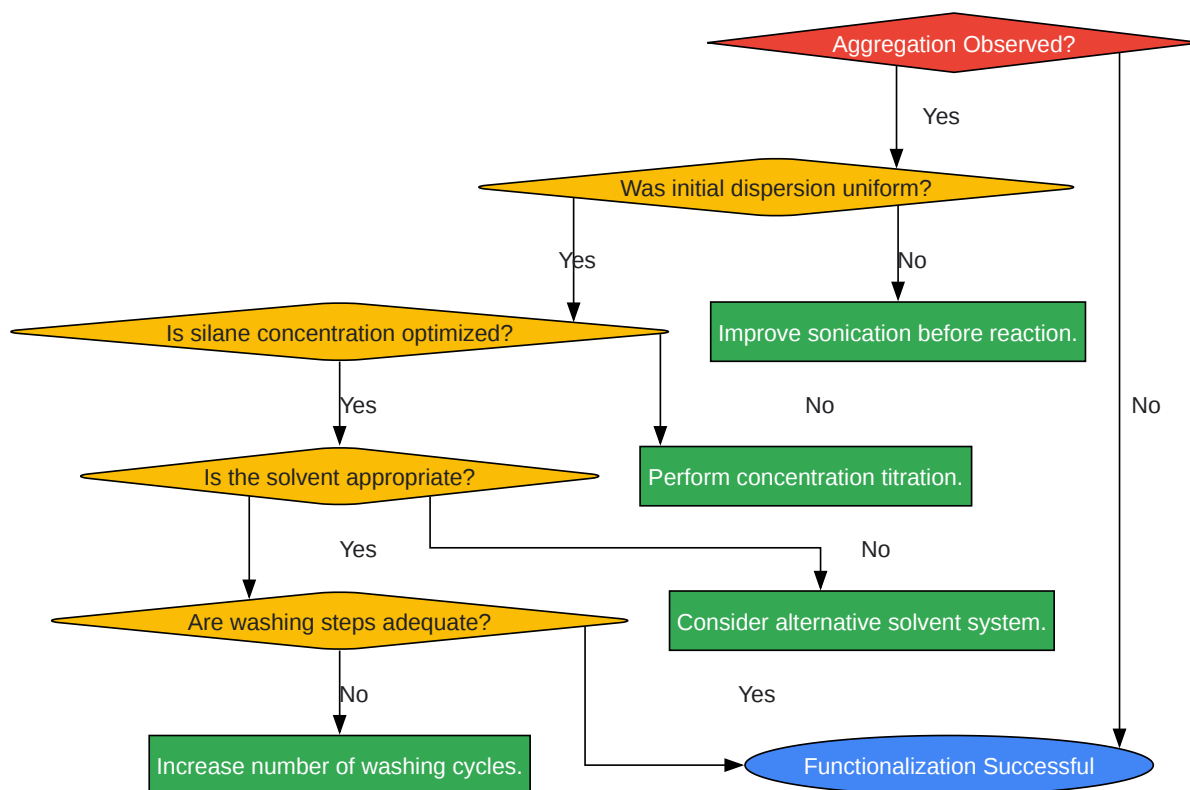 Aggregation Observed?
Yes
Was initial dispersion uniform?
Yes
No
Is silane concentration optimized?
Improve sonication before reaction.
Yes
No
No
Is the solvent appropriate?
Perform concentration titration.
Yes
No
Are washing steps adequate?
Consider alternative solvent system.
No
Yes
Increase number of washing cycles.
Functionalization Successful